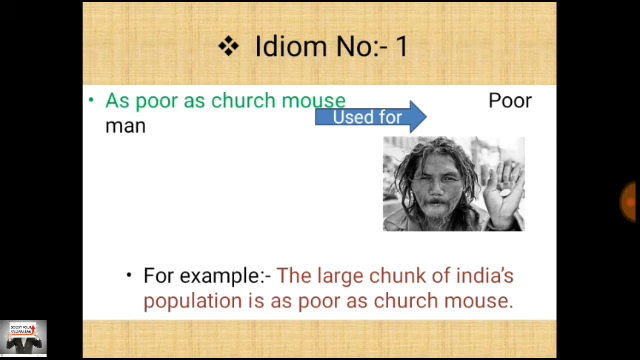 ❖ Idiom No:- 1
• As poor as church mouse Used for Poor
man
• For example:- The large chunk of india's
population is as poor as church mouse.